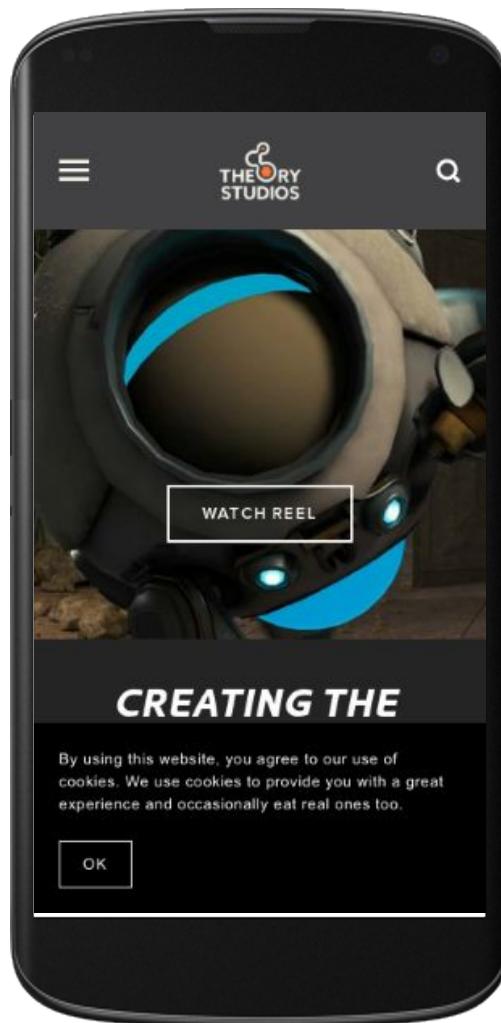 THEORY
STUDIOS
WATCH REEL
CREATING THE
By using this website, you agree to our use of
cookies. We use cookies to provide you with a great
experience and occasionally eat real ones too.
OK